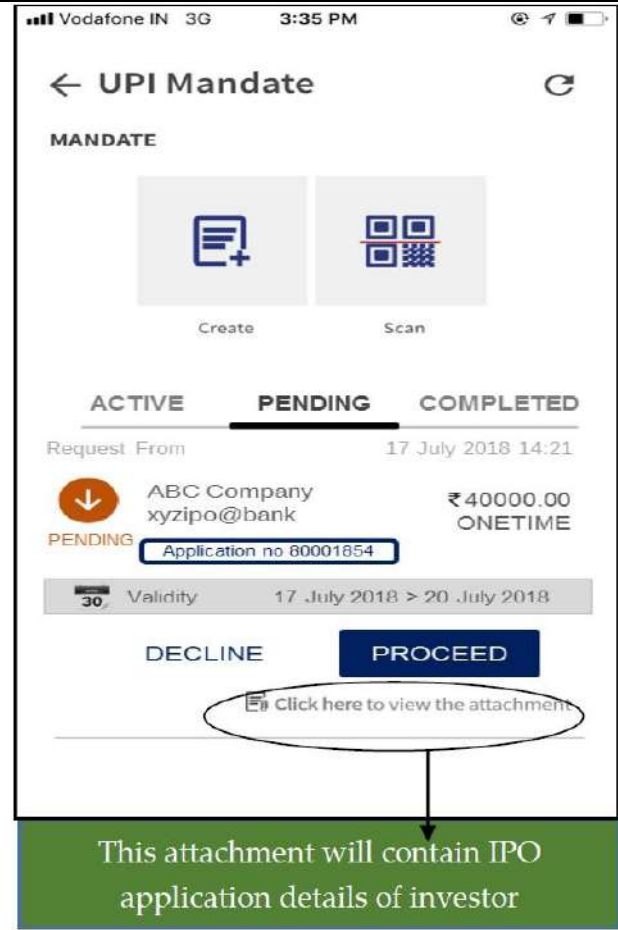 Vodafone IN 3G 3:35 PM
← UPI Mandate
MANDATE
Create Scan
ACTIVE PENDING COMPLETED
Request From 17 July 2018 14:21
ABC Company ₹40000.00
xyzipo@bank ONETIME
PENDING
Application no 80001854
30 Validity 17 July 2018 > 20 July 2018
DECLINE PROCEED
Click here to view the attachment
This attachment will contain IPO
application details of investor